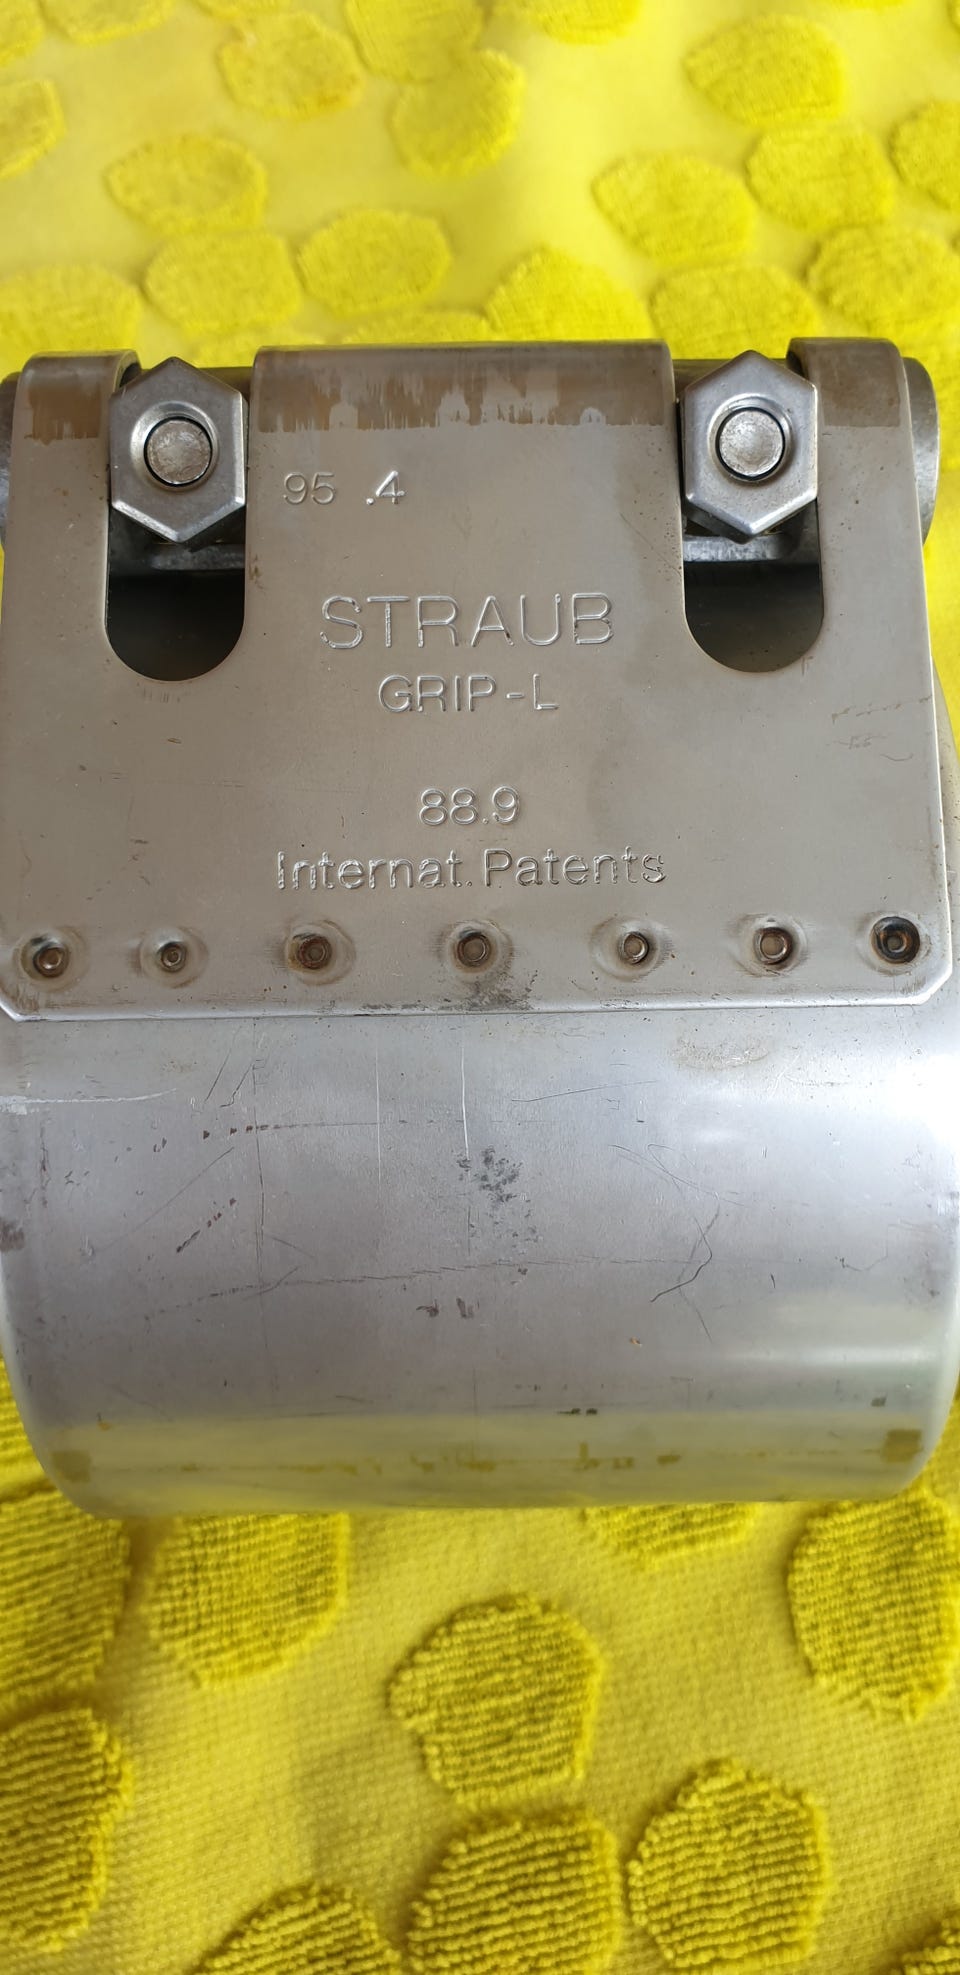 95 .4
STRAUB
GRIP-L
88.9
Internat. Patents